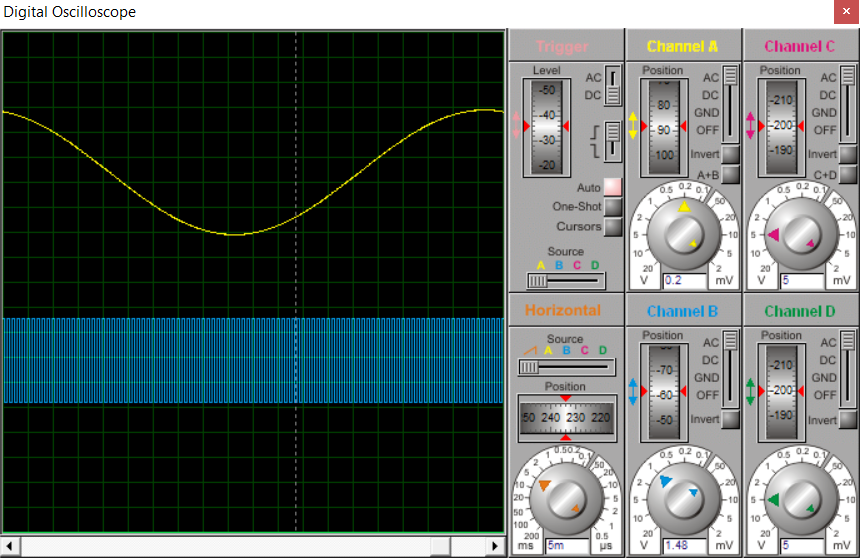 Digital Oscilloscope
Trigger
Level
-50
-40
-30
-20
AC
DC
Auto
One-Shot
Cursors
Source
A B C D
Channel A
Position
80
90
100
AC
DC
GND
OFF
Invert
A+B
0.5 0.2 0.1
1 50
2 20
5 10
10 5
20 2
V 0.2 mV
Channel C
Position
-210
-200
-190
AC
DC
GND
OFF
Invert
C+D
0.5 0.2 0.1
1 50
2 20
5 10
10 5
20 2
V 5 mV
Horizontal
Source
A B C D
Position
50 240 230 220
1 0.5 0.2 0.1
2 50
5 20
10 10
20 5
50 2
100 1
200 0.5
ms 5m µs
Channel B
Position
-70
-60
-50
AC
DC
GND
OFF
Invert
0.5 0.2 0.1
1 50
2 20
5 10
10 5
20 2
V 1.48 mV
Channel D
Position
-210
-200
-190
AC
DC
GND
OFF
Invert
0.5 0.2 0.1
1 50
2 20
5 10
10 5
20 2
V 5 mV